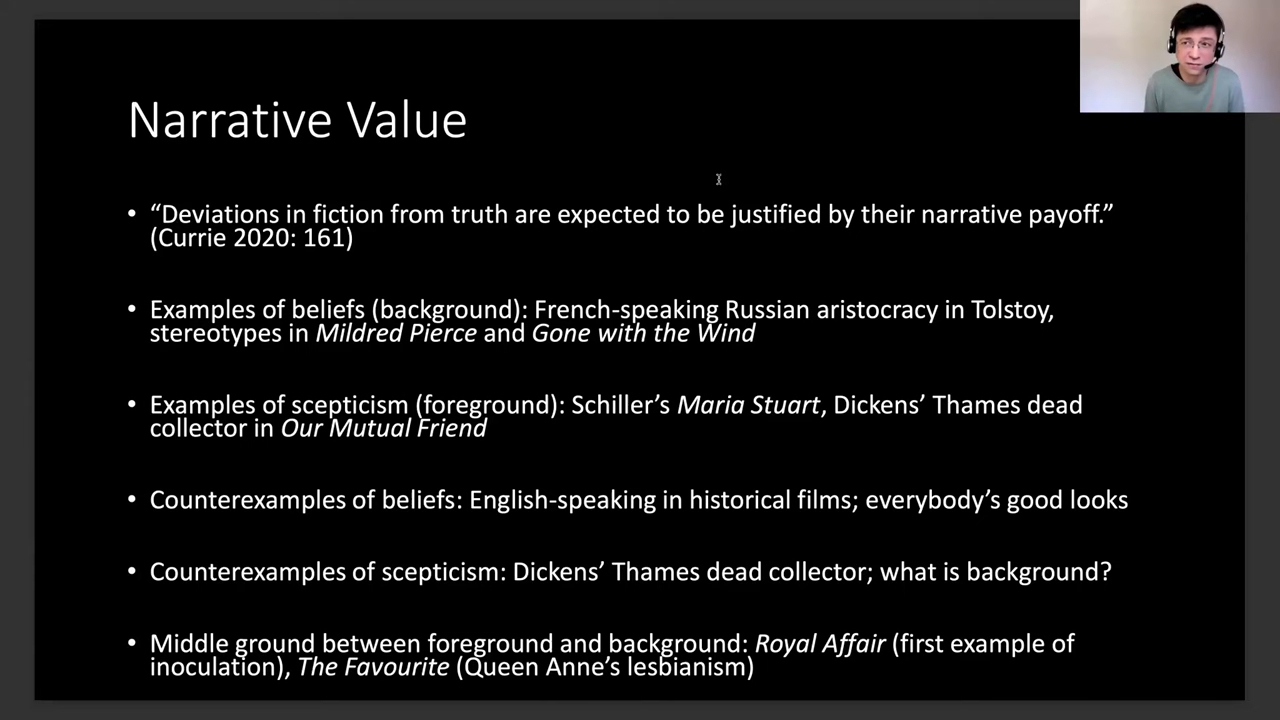 Narrative Value
• “Deviations in fiction from truth are expected to be justified by their narrative payoff.”
(Currie 2020: 161)
• Examples of beliefs (background): French-speaking Russian aristocracy in Tolstoy,
stereotypes in Mildred Pierce and Gone with the Wind
• Examples of scepticism (foreground): Schiller’s Maria Stuart, Dickens’ Thames dead
collector in Our Mutual Friend
• Counterexamples of beliefs: English-speaking in historical films; everybody’s good looks
• Counterexamples of scepticism: Dickens’ Thames dead collector; what is background?
• Middle ground between foreground and background: Royal Affair (first example of
inoculation), The Favourite (Queen Anne’s lesbianism)